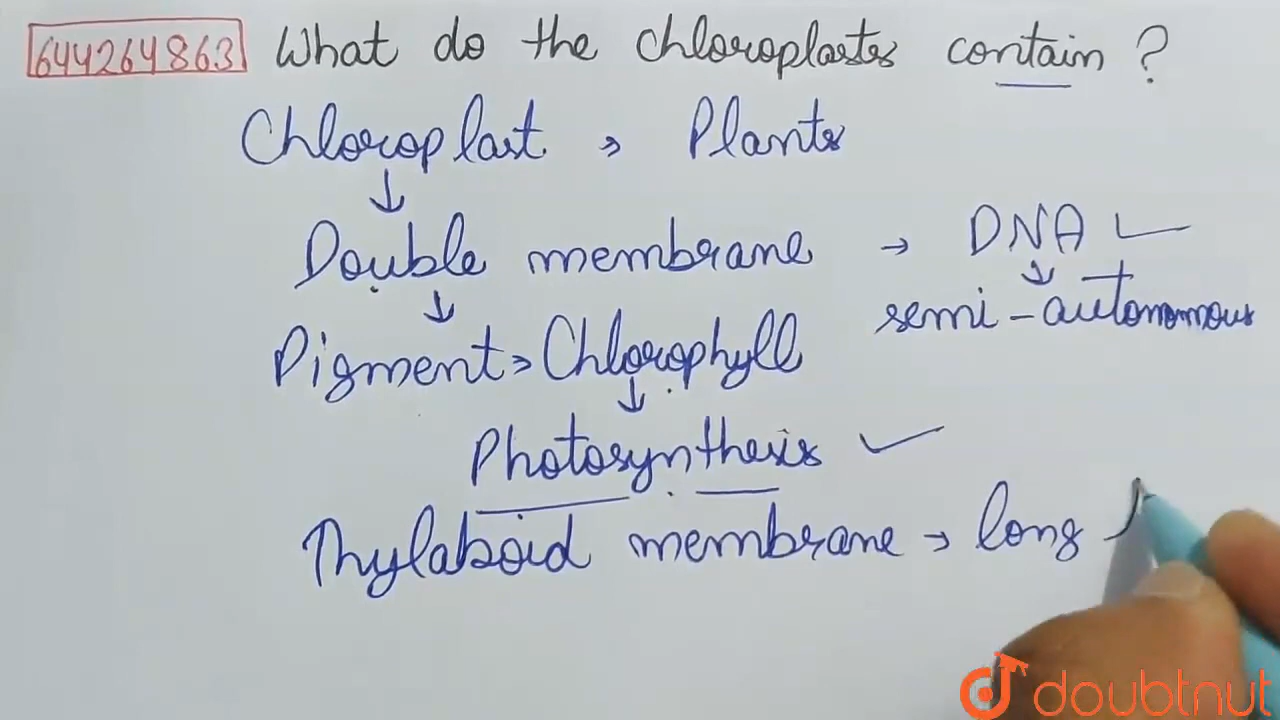 644264863 What do the chloroplasts contain ?
Chloroplast → Plants
↓
Double membrane → DNA ✓
↓ ↓
semi-autonomous
Pigment → Chlorophyll
↓
Photosynthesis ✓
Thylakoid membrane → long
doubtnut